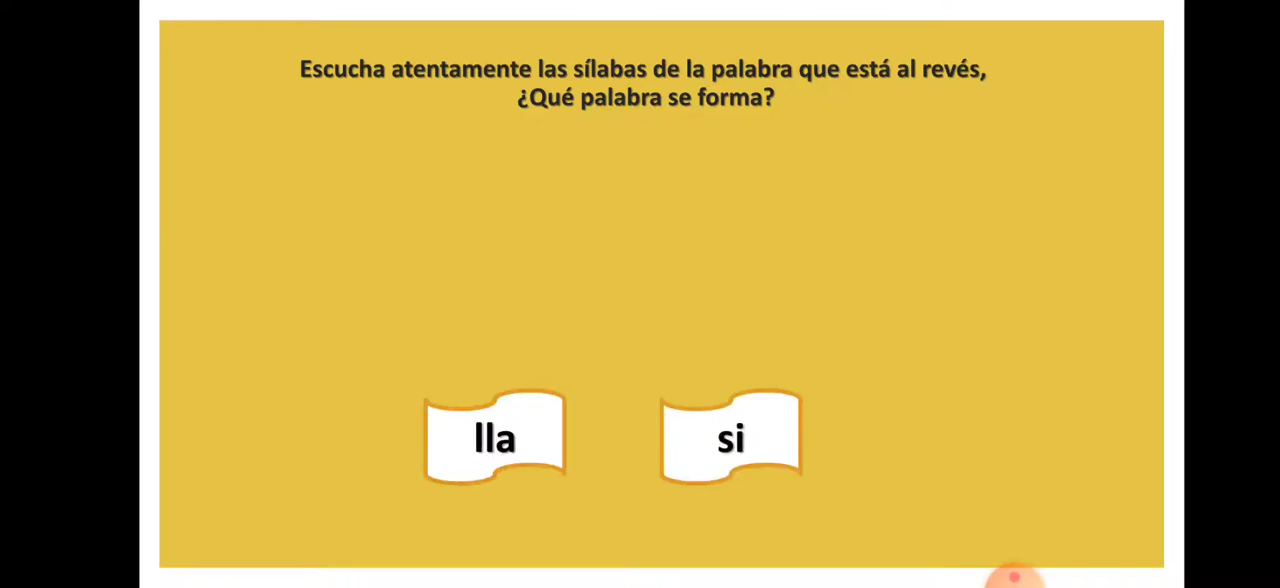 Escucha atentamente las sílabas de la palabra que está al revés,
¿Qué palabra se forma?
lla si